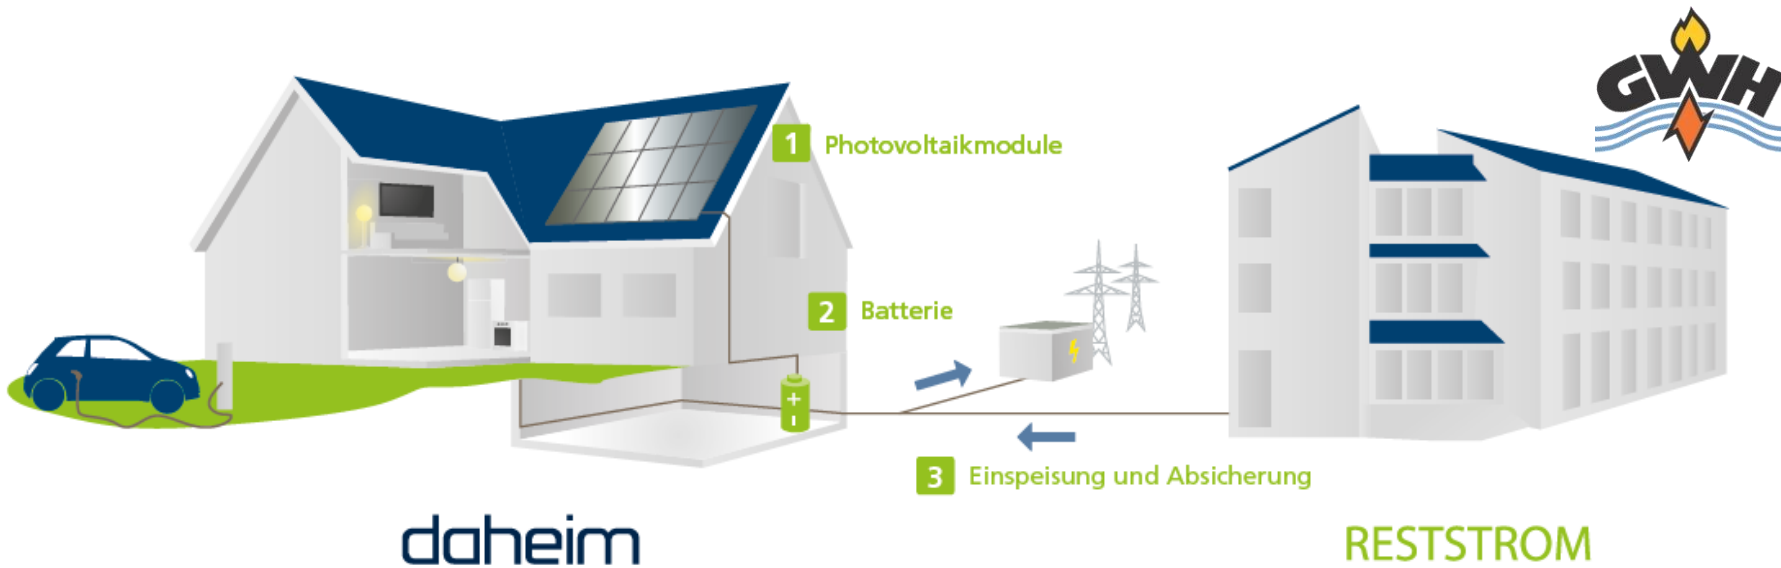 GWH
1 Photovoltaikmodule
2 Batterie
3 Einspeisung und Absicherung
daheim
RESTSTROM